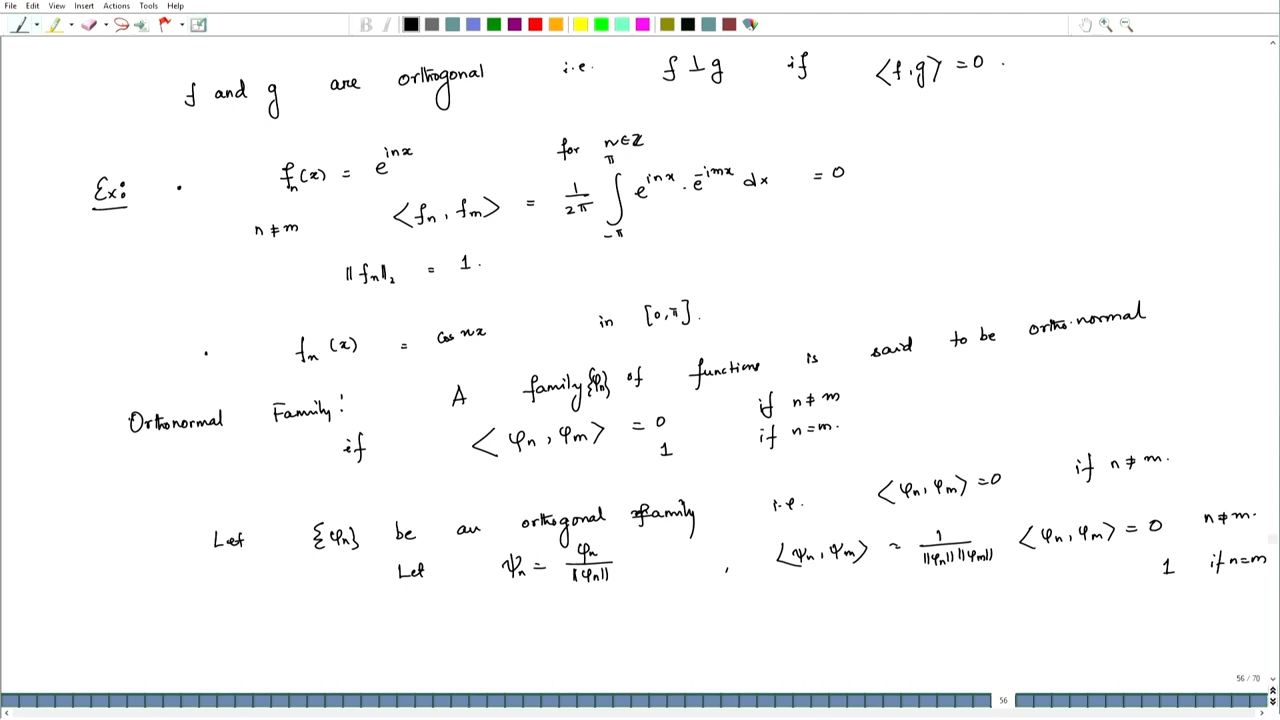 File Edit View Insert Actions Tools Help
B I
f and g are orthogonal i.e. f ⊥ g if <f,g> = 0.
Ex: • fn(x) = e^{inx} for n∈Z
n ≠ m <fn, fm> = 1/2π ∫_{-π}^{π} e^{inx} . e^{-imx} dx = 0
||fn||₂ = 1.
• fn(x) = cos nx in [0,π].
Orthonormal Family: A family {φn} of functions is said to be ortho.normal
if <φn, φm> = 0 if n ≠ m
1 if n = m.
Let {φn} be an orthogonal family i.e. <φn, φm> = 0 if n ≠ m.
Let ψn = φn/||φn|| , <ψn, ψm> = 1/(||φn|| ||φm||) <φn, φm> = 0 n ≠ m.
1 if n = m
56 / 70
56